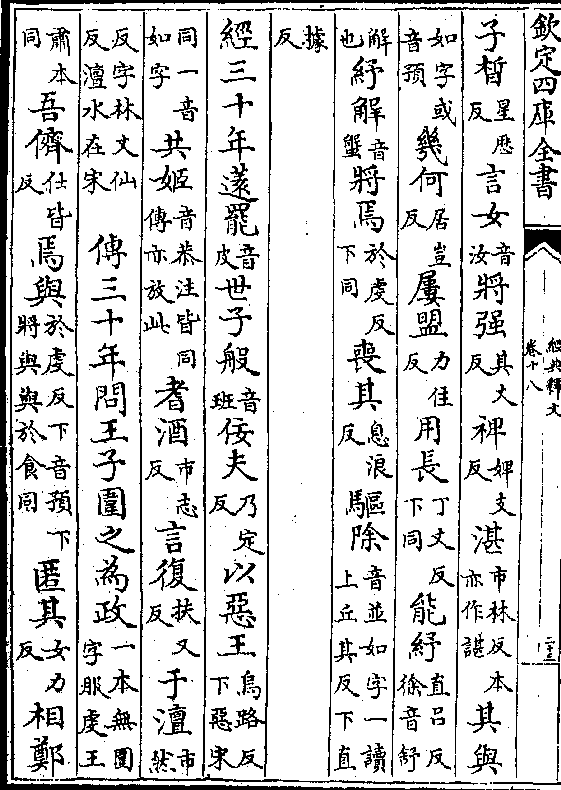 欽定四庫全書
經典釋文
卷十八
子晳星歷反言女音汝將强其丈反裨婢支反湛市林反本亦作諶其與
如字或音預幾何居豈反屢盟力住反用長丁丈反下同能紓直呂反徐音舒
解也紓解音蟹將焉於虔反下同喪其息浪反驅除音並如字一讀上丘其反下直
據反
經三十年薳罷音皮世子般音班佞夫乃定反以惡王烏路反下惡宋
同一音如字共姬音恭注皆同傳亦放此耆酒市志反言復扶又反于澶市然
反字林丈仙反澶水在宋傳三十年問王子圍之為政一本無圍字服虔王
肅本同吾儕仕皆反焉與於虔反下音預下將與與於食同匿其女力反相鄭